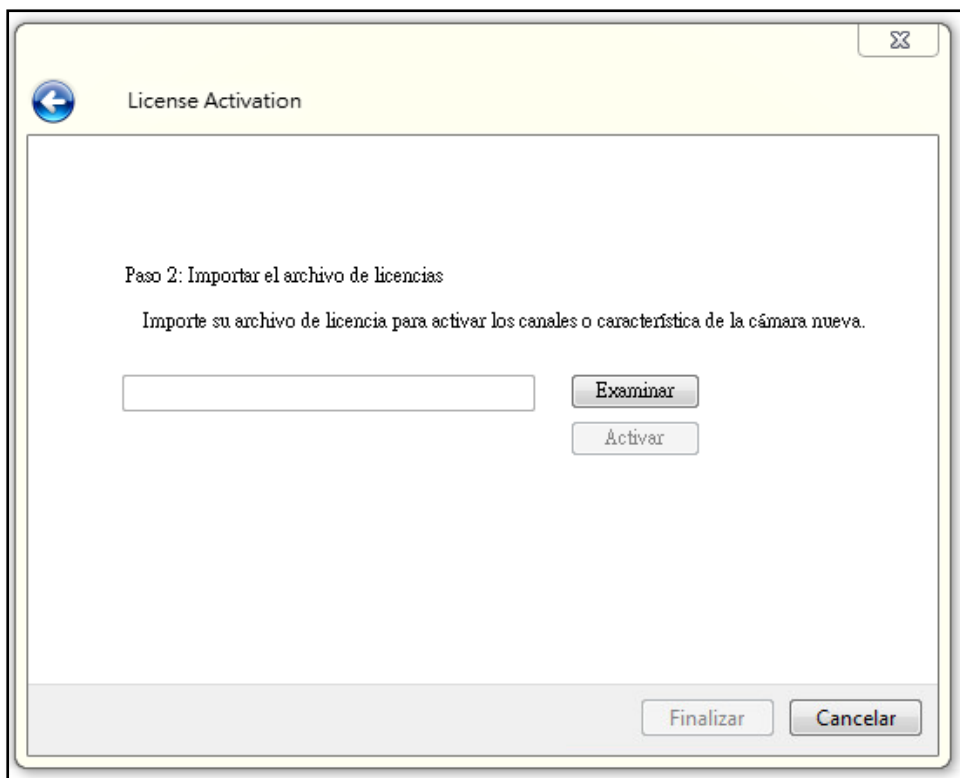 License Activation
Paso 2: Importar el archivo de licencias
Importe su archivo de licencia para activar los canales o característica de la cámara nueva.
Examinar
Activar
Finalizar Cancelar